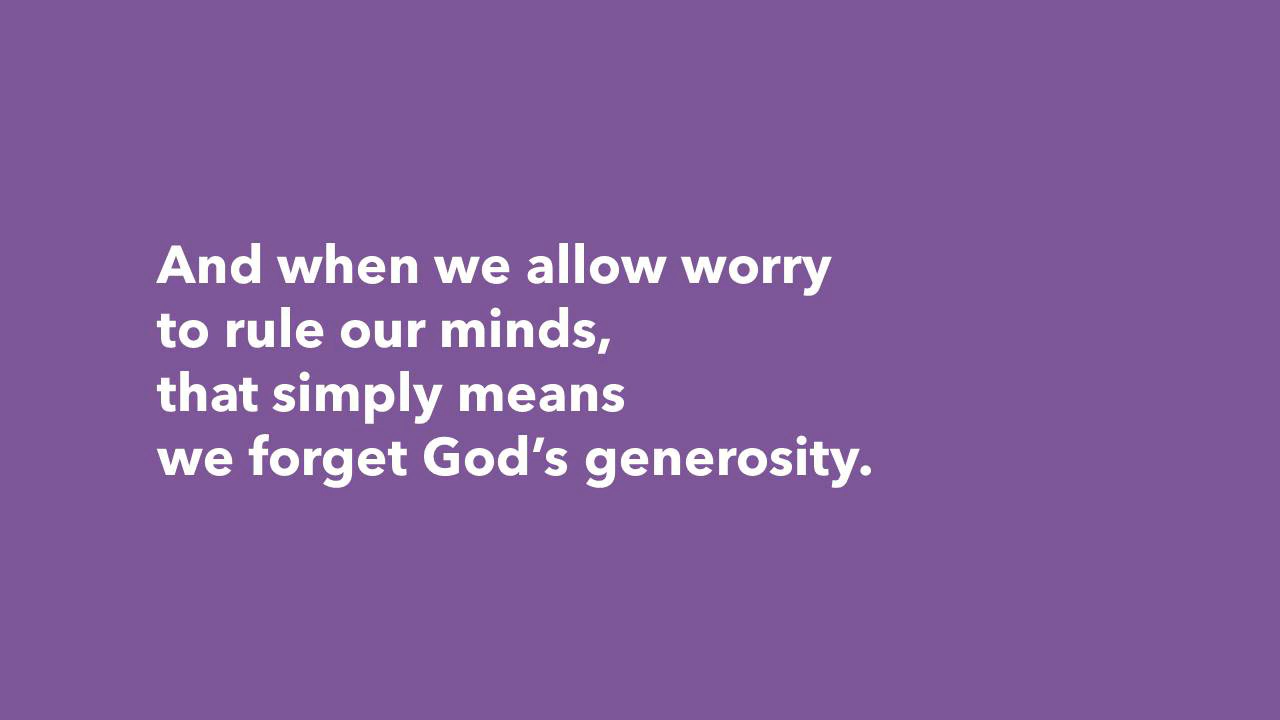 And when we allow worry
to rule our minds,
that simply means
we forget God’s generosity.